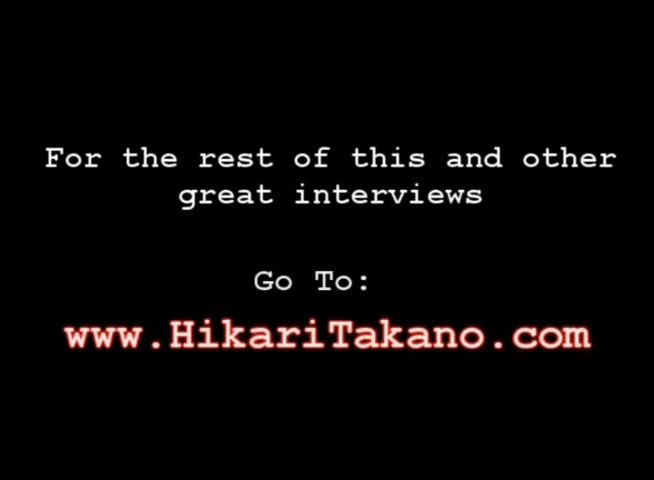 For the rest of this and other
great interviews
Go To:
www.HikariTakano.com